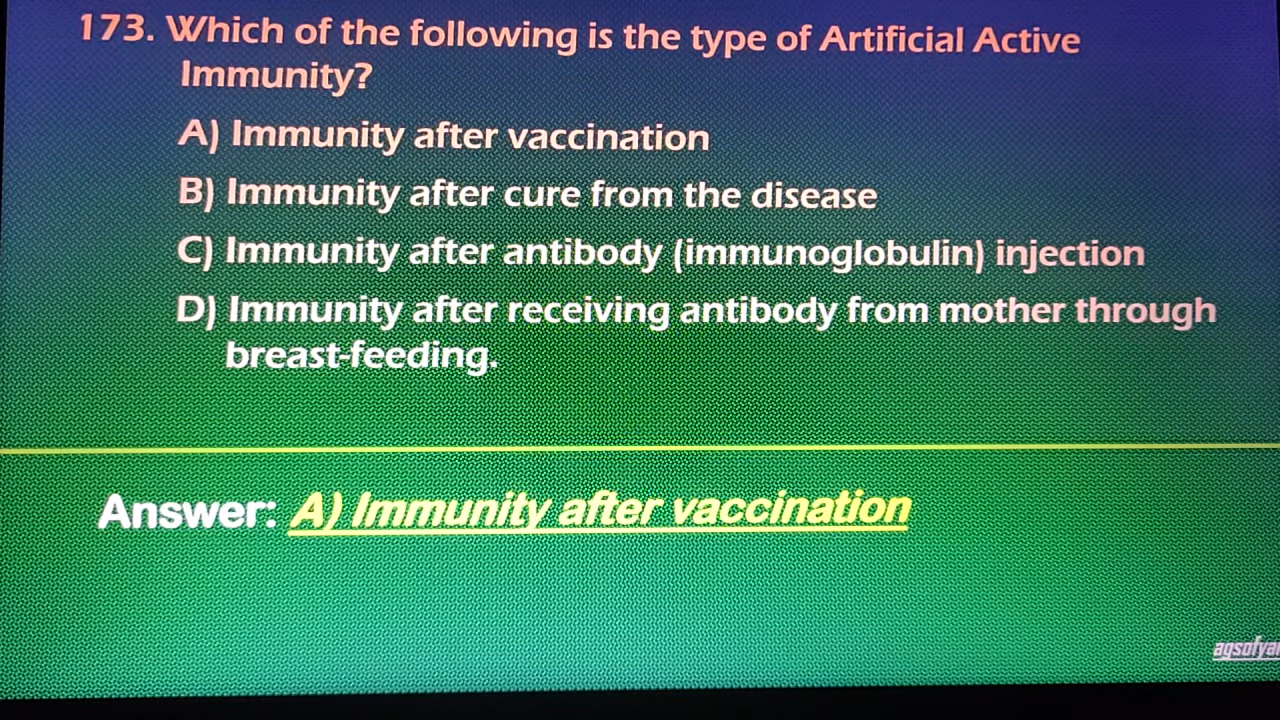 173. Which of the following is the type of Artificial Active
Immunity?
A) Immunity after vaccination
B) Immunity after cure from the disease
C) Immunity after antibody (immunoglobulin) injection
D) Immunity after receiving antibody from mother through
breast-feeding.
Answer: A) Immunity after vaccination